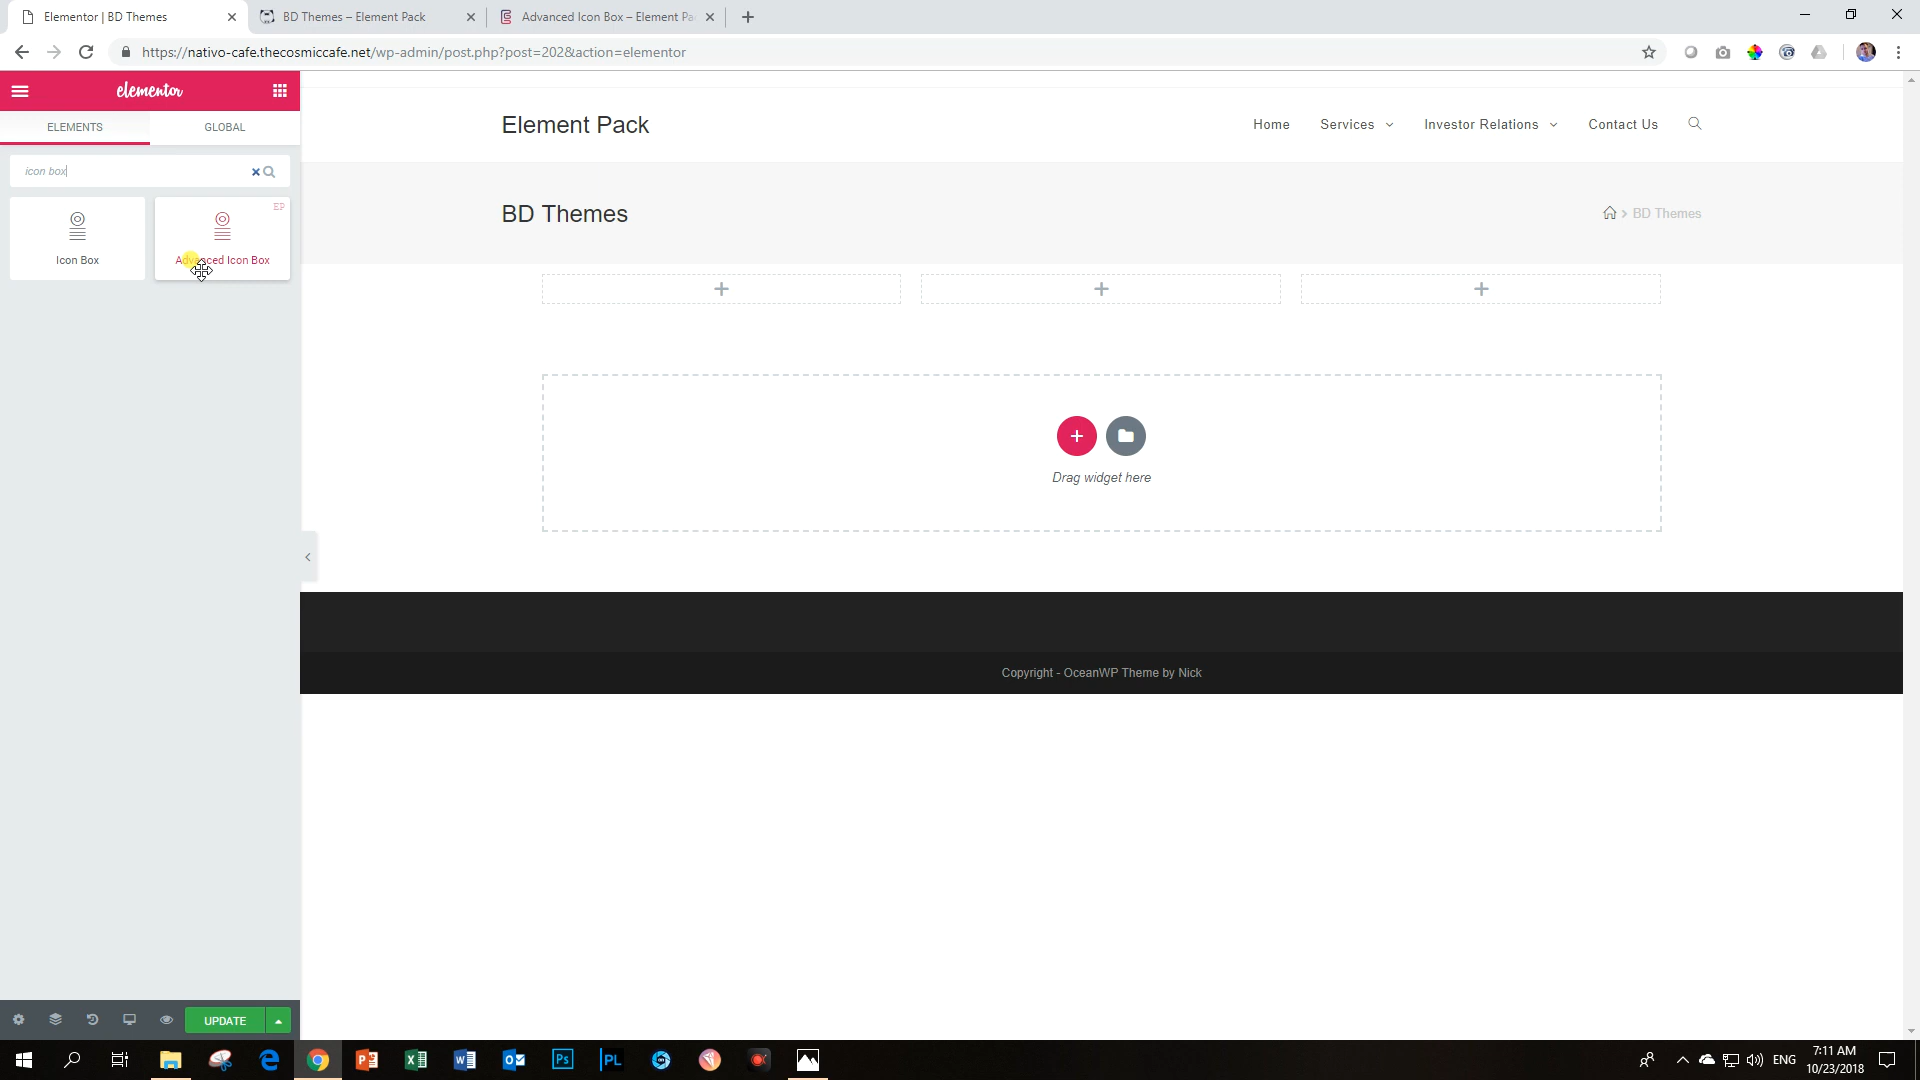 Elementor | BD Themes
BD Themes – Element Pack
Advanced Icon Box – Element Pa
https://nativo-cafe.thecosmiccafe.net/wp-admin/post.php?post=202&action=elementor
elementor
ELEMENTS
GLOBAL
icon box
EP
Icon Box
Advanced Icon Box
Element Pack
Home
Services
Investor Relations
Contact Us
BD Themes
> BD Themes
Drag widget here
Copyright - OceanWP Theme by Nick
UPDATE
Ps
PL
ENG
7:11 AM
10/23/2018